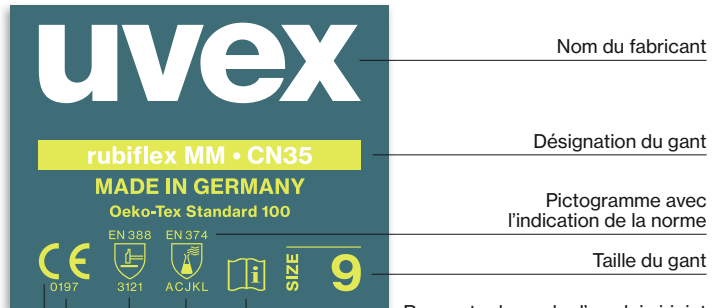 uvex
Nom du fabricant
rubiflex MM • CN35
Désignation du gant
MADE IN GERMANY
Oeko-Tex Standard 100
Pictogramme avec
l'indication de la norme
EN 388 EN 374
CE
0197 3121 ACJKL
i
SIZE 9
Taille du gant